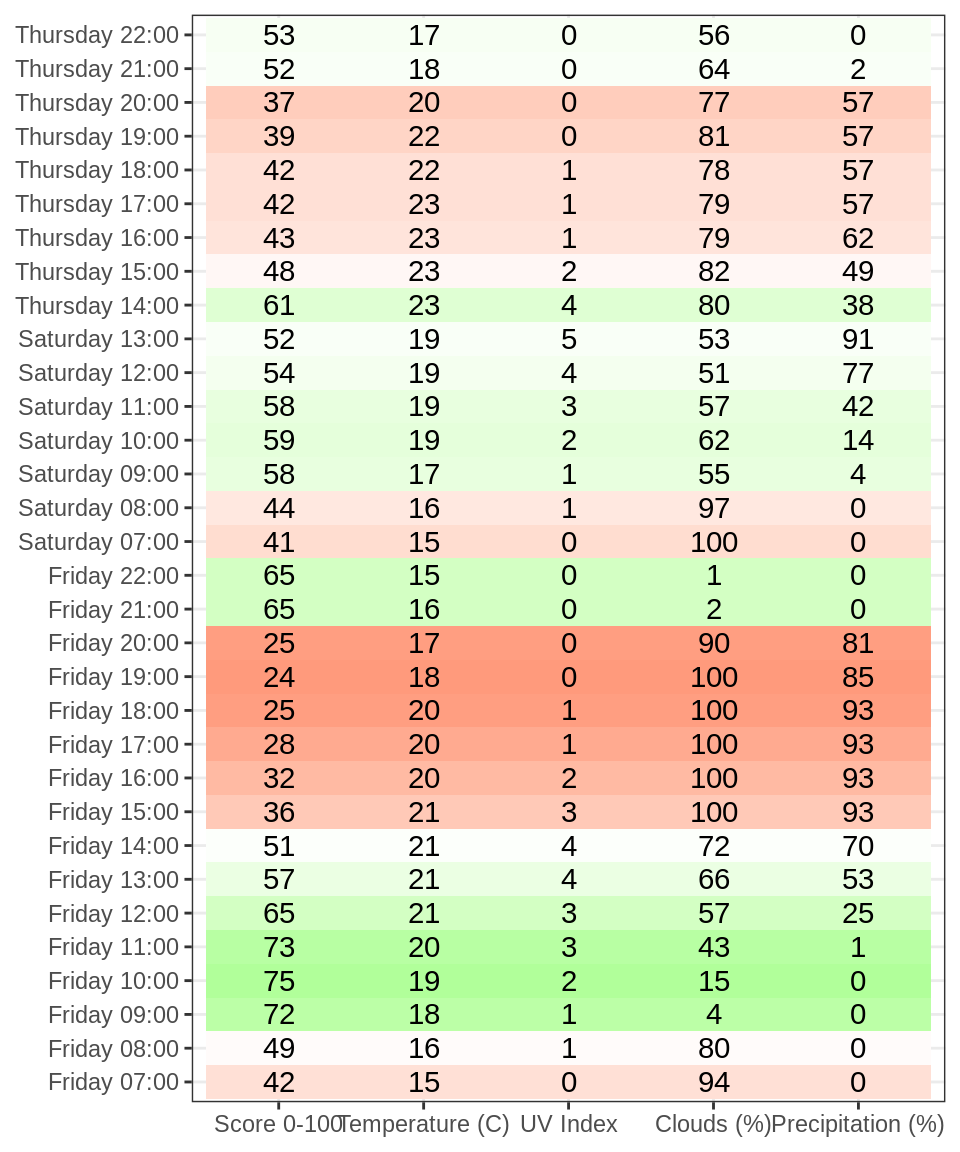 Thursday 22:00 53 17 0 56 0
Thursday 21:00 52 18 0 64 2
Thursday 20:00 37 20 0 77 57
Thursday 19:00 39 22 0 81 57
Thursday 18:00 42 22 1 78 57
Thursday 17:00 42 23 1 79 57
Thursday 16:00 43 23 1 79 62
Thursday 15:00 48 23 2 82 49
Thursday 14:00 61 23 4 80 38
Saturday 13:00 52 19 5 53 91
Saturday 12:00 54 19 4 51 77
Saturday 11:00 58 19 3 57 42
Saturday 10:00 59 19 2 62 14
Saturday 09:00 58 17 1 55 4
Saturday 08:00 44 16 1 97 0
Saturday 07:00 41 15 0 100 0
Friday 22:00 65 15 0 1 0
Friday 21:00 65 16 0 2 0
Friday 20:00 25 17 0 90 81
Friday 19:00 24 18 0 100 85
Friday 18:00 25 20 1 100 93
Friday 17:00 28 20 1 100 93
Friday 16:00 32 20 2 100 93
Friday 15:00 36 21 3 100 93
Friday 14:00 51 21 4 72 70
Friday 13:00 57 21 4 66 53
Friday 12:00 65 21 3 57 25
Friday 11:00 73 20 3 43 1
Friday 10:00 75 19 2 15 0
Friday 09:00 72 18 1 4 0
Friday 08:00 49 16 1 80 0
Friday 07:00 42 15 0 94 0
Score 0-100 Temperature (C) UV Index Clouds (%) Precipitation (%)